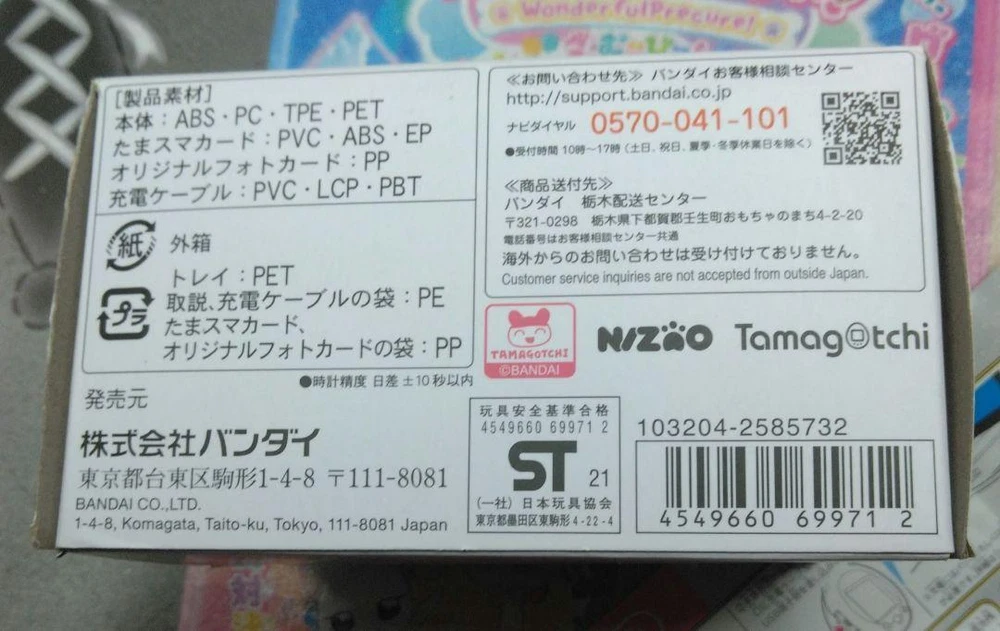 WonderfulPrecure!
[製品素材]
本体：ABS・PC・TPE・PET
たまスマカード：PVC・ABS・EP
オリジナルフォトカード：PP
充電ケーブル：PVC・LCP・PBT
紙 外箱
プラ
トレイ：PET
取説、充電ケーブルの袋：PE
たまスマカード、
オリジナルフォトカードの袋：PP
●時計精度 日差±10秒以内
発売元
株式会社バンダイ
東京都台東区駒形1-4-8 〒111-8081
BANDAI CO.,LTD.
1-4-8, Komagata, Taito-ku, Tokyo, 111-8081 Japan
≪お問い合わせ先≫ バンダイお客様相談センター
http://support.bandai.co.jp
ナビダイヤル 0570-041-101
●受付時間 10時〜17時（土日、祝日、夏季・冬季休業日を除く）
≪商品送付先≫
バンダイ 栃木配送センター
〒321-0298 栃木県下都賀郡壬生町おもちゃのまち4-2-20
電話番号はお客様相談センター共通
海外からのお問い合わせは受け付けておりません。
Customer service inquiries are not accepted from outside Japan.
TAMAGOTCHI
©BANDAI
NIZOO
Tamagotchi
玩具安全基準合格
4549660 69971 2
ST 21
（一社）日本玩具協会
東京都墨田区東駒形4-22-4
103204-2585732
4549660 699712